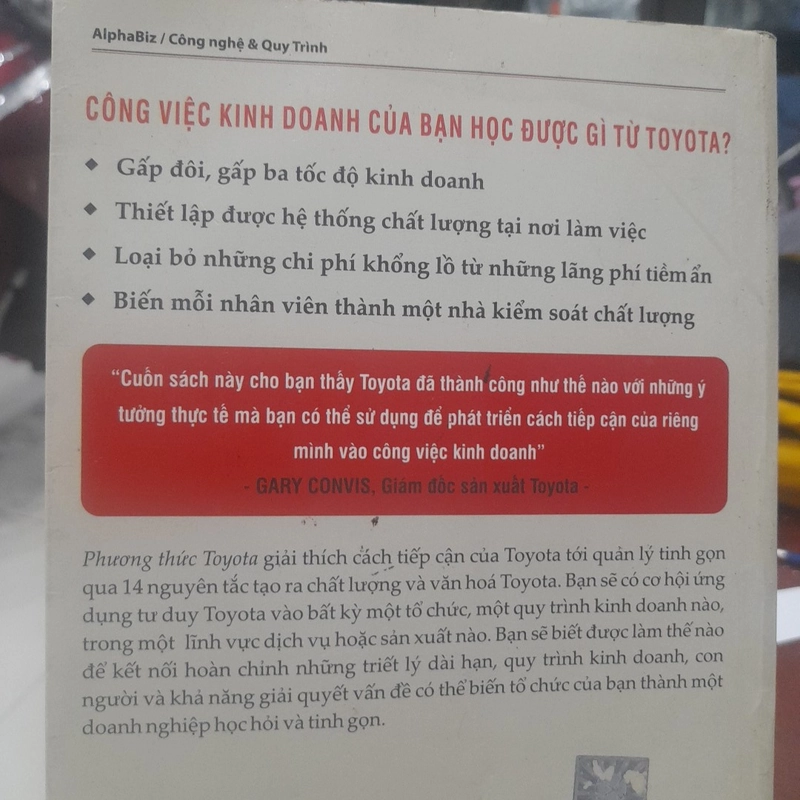 AlphaBiz / Công nghệ & Quy Trình
CÔNG VIỆC KINH DOANH CỦA BẠN HỌC ĐƯỢC GÌ TỪ TOYOTA?
◆ Gấp đôi, gấp ba tốc độ kinh doanh
◆ Thiết lập được hệ thống chất lượng tại nơi làm việc
◆ Loại bỏ những chi phí khổng lồ từ những lãng phí tiềm ẩn
◆ Biến mỗi nhân viên thành một nhà kiểm soát chất lượng
“Cuốn sách này cho bạn thấy Toyota đã thành công như thế nào với những ý
tưởng thực tế mà bạn có thể sử dụng để phát triển cách tiếp cận của riêng
mình vào công việc kinh doanh”
- GARY CONVIS, Giám đốc sản xuất Toyota -
Phương thức Toyota giải thích cách tiếp cận của Toyota tới quản lý tinh gọn
qua 14 nguyên tắc tạo ra chất lượng và văn hoá Toyota. Bạn sẽ có cơ hội ứng
dụng tư duy Toyota vào bất kỳ một tổ chức, một quy trình kinh doanh nào,
trong một lĩnh vực dịch vụ hoặc sản xuất nào. Bạn sẽ biết được làm thế nào
để kết nối hoàn chỉnh những triết lý dài hạn, quy trình kinh doanh, con
người và khả năng giải quyết vấn đề có thể biến tổ chức của bạn thành một
doanh nghiệp học hỏi và tinh gọn.